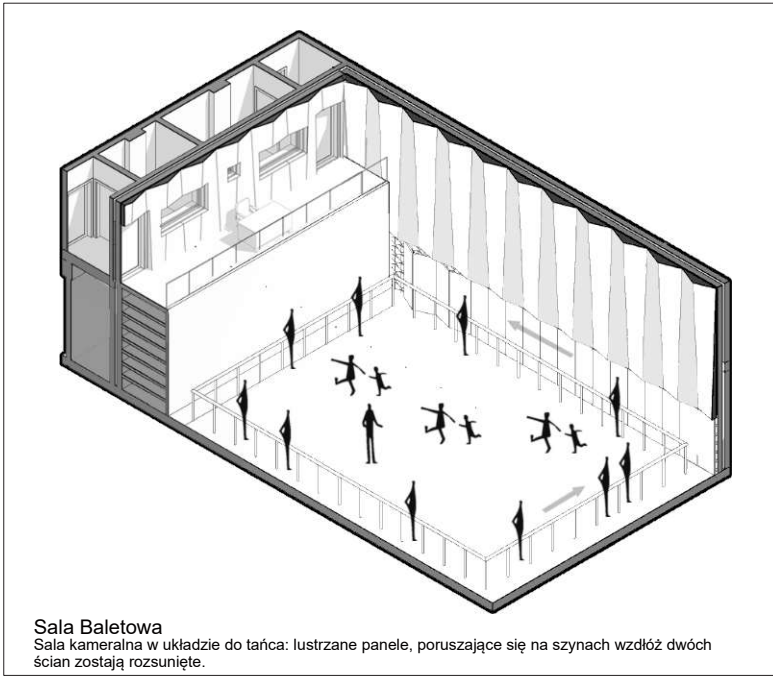 Sala Baletowa
Sala kameralna w układzie do tańca: lustrzane panele, poruszające się na szynach wzdłuż dwóch
ścian zostają rozsunięte.